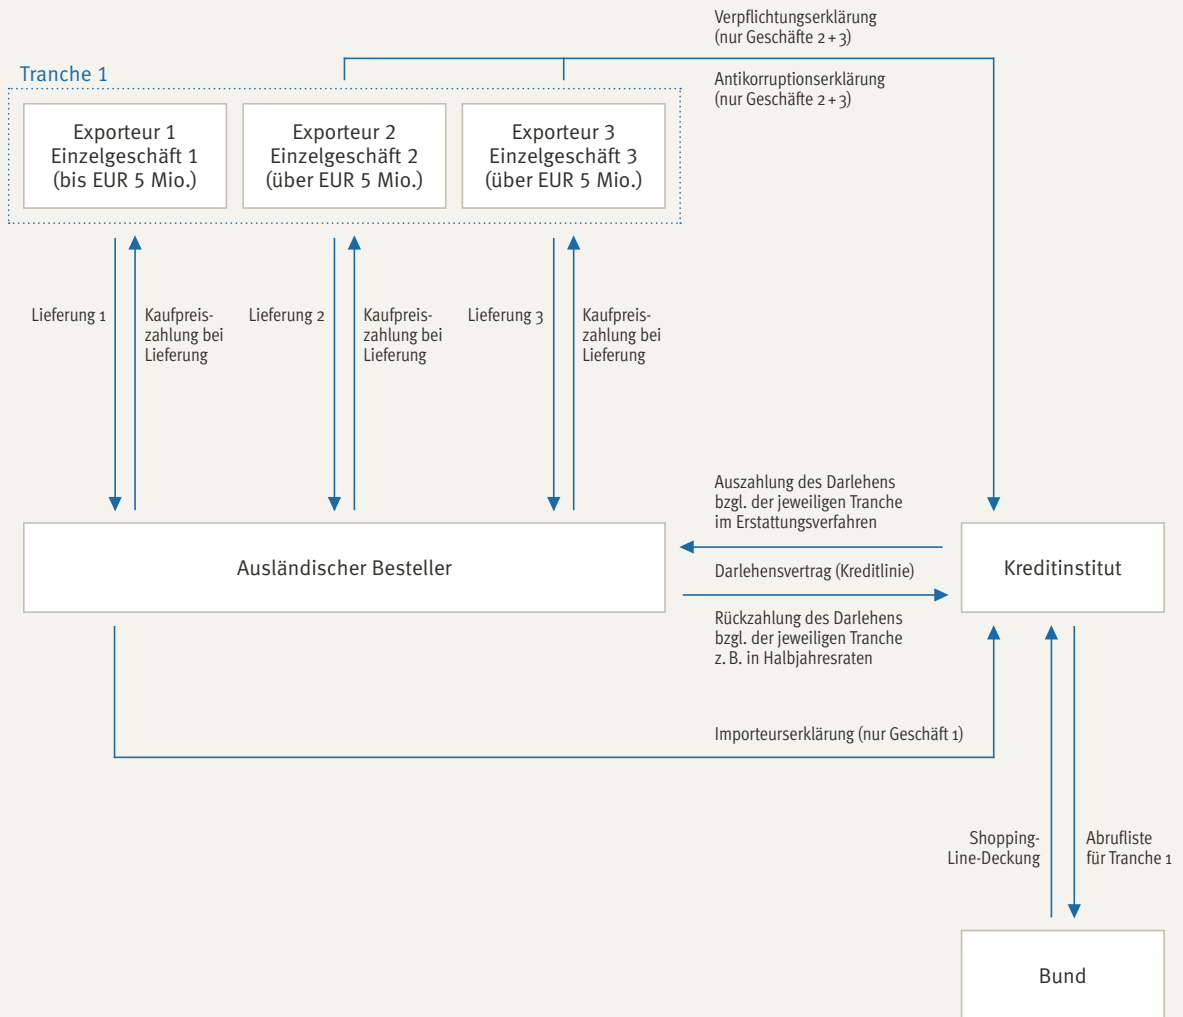 Verpflichtungserklärung
(nur Geschäfte 2 + 3)
Tranche 1
Antikorruptionserklärung
(nur Geschäfte 2 + 3)
Exporteur 1
Einzelgeschäft 1
(bis EUR 5 Mio.)
Exporteur 2
Einzelgeschäft 2
(über EUR 5 Mio.)
Exporteur 3
Einzelgeschäft 3
(über EUR 5 Mio.)
Lieferung 1
Kaufpreis-
zahlung bei
Lieferung
Lieferung 2
Kaufpreis-
zahlung bei
Lieferung
Lieferung 3
Kaufpreis-
zahlung bei
Lieferung
Auszahlung des Darlehens
bzgl. der jeweiligen Tranche
im Erstattungsverfahren
Ausländischer Besteller
Darlehensvertrag (Kreditlinie)
Kreditinstitut
Rückzahlung des Darlehens
bzgl. der jeweiligen Tranche
z. B. in Halbjahresraten
Importeurserklärung (nur Geschäft 1)
Shopping-
Line-Deckung
Abrufliste
für Tranche 1
Bund